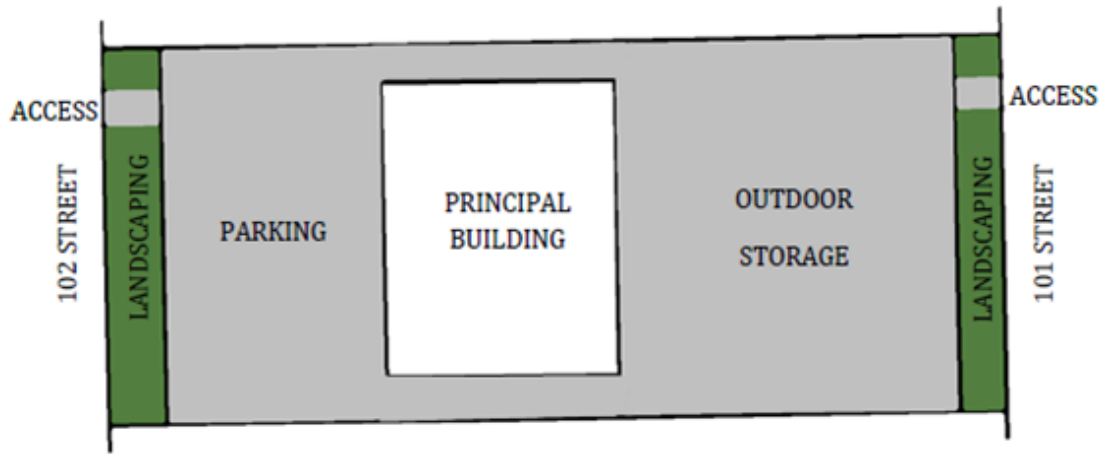 ACCESS
102 STREET
LANDSCAPING
PARKING
PRINCIPAL
BUILDING
OUTDOOR
STORAGE
LANDSCAPING
ACCESS
101 STREET